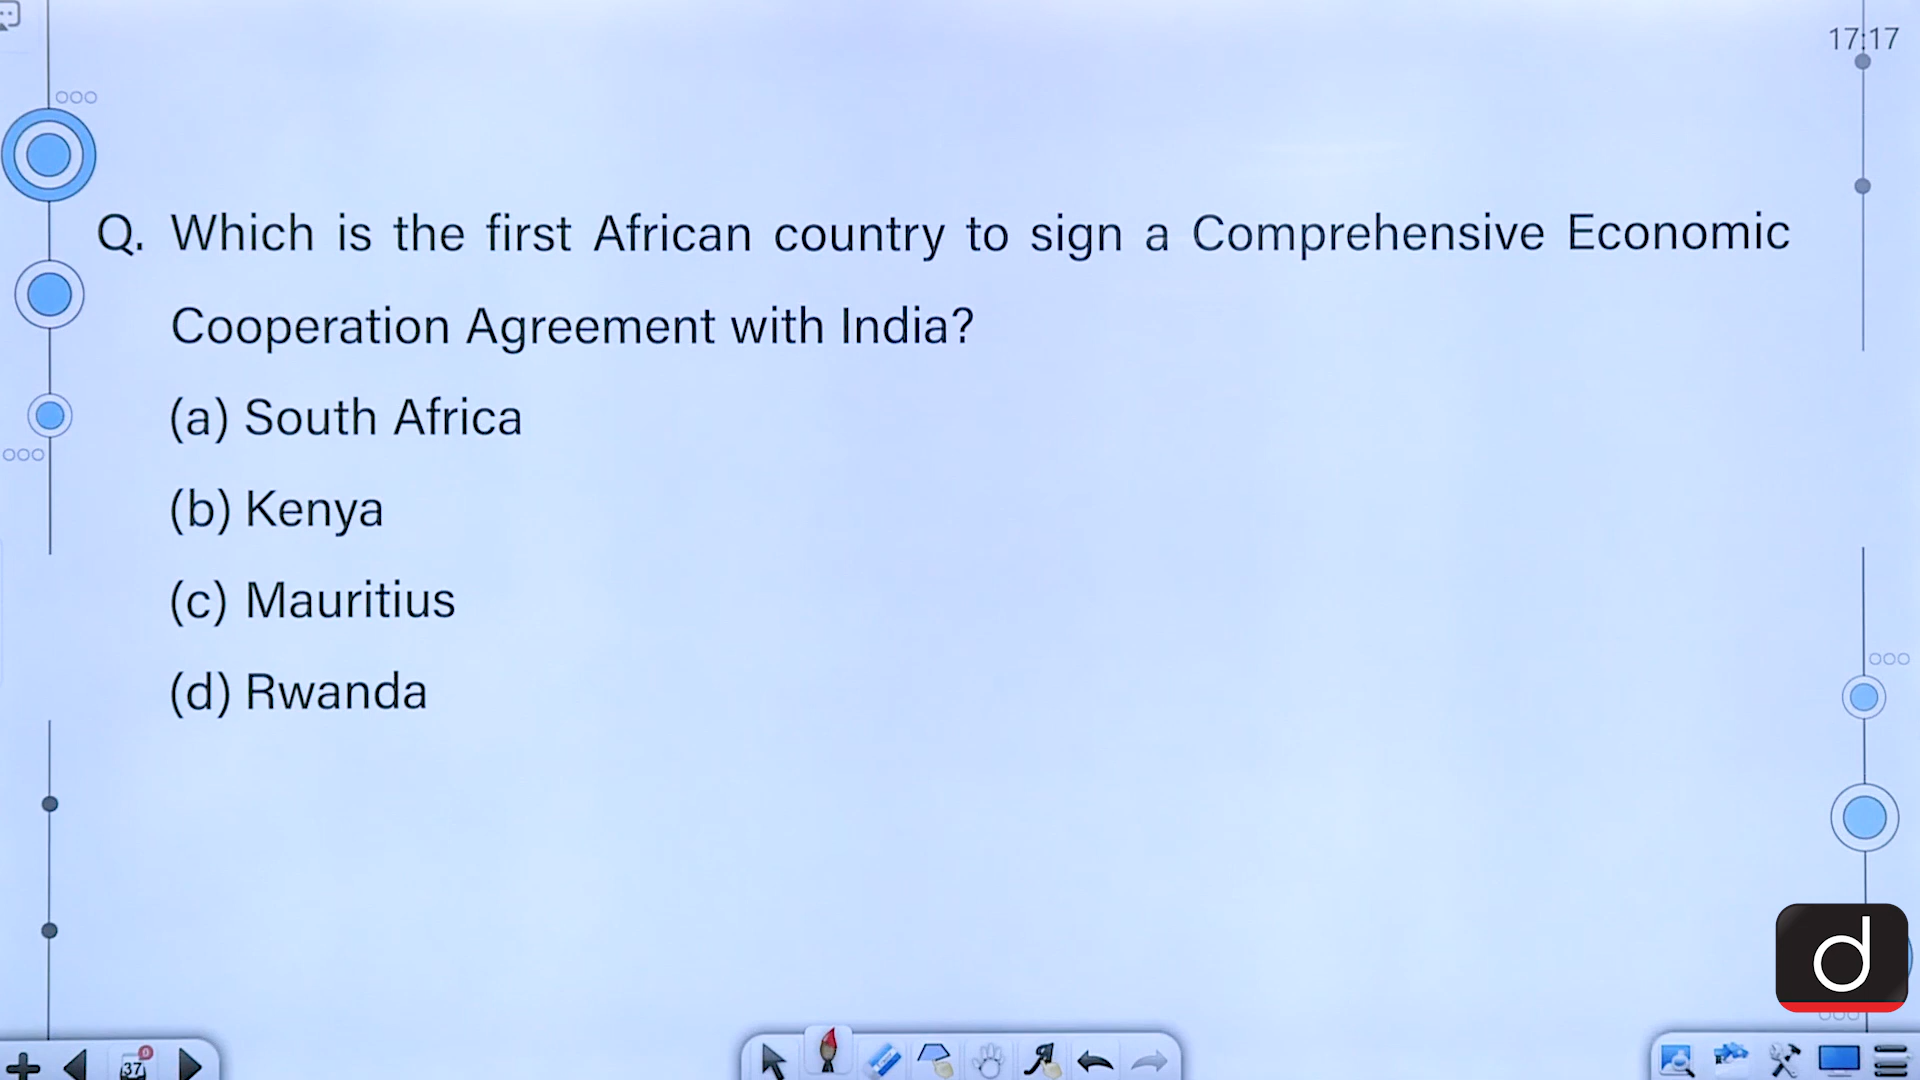 17:17
Q. Which is the first African country to sign a Comprehensive Economic
Cooperation Agreement with India?
(a) South Africa
(b) Kenya
(c) Mauritius
(d) Rwanda
d
37
0